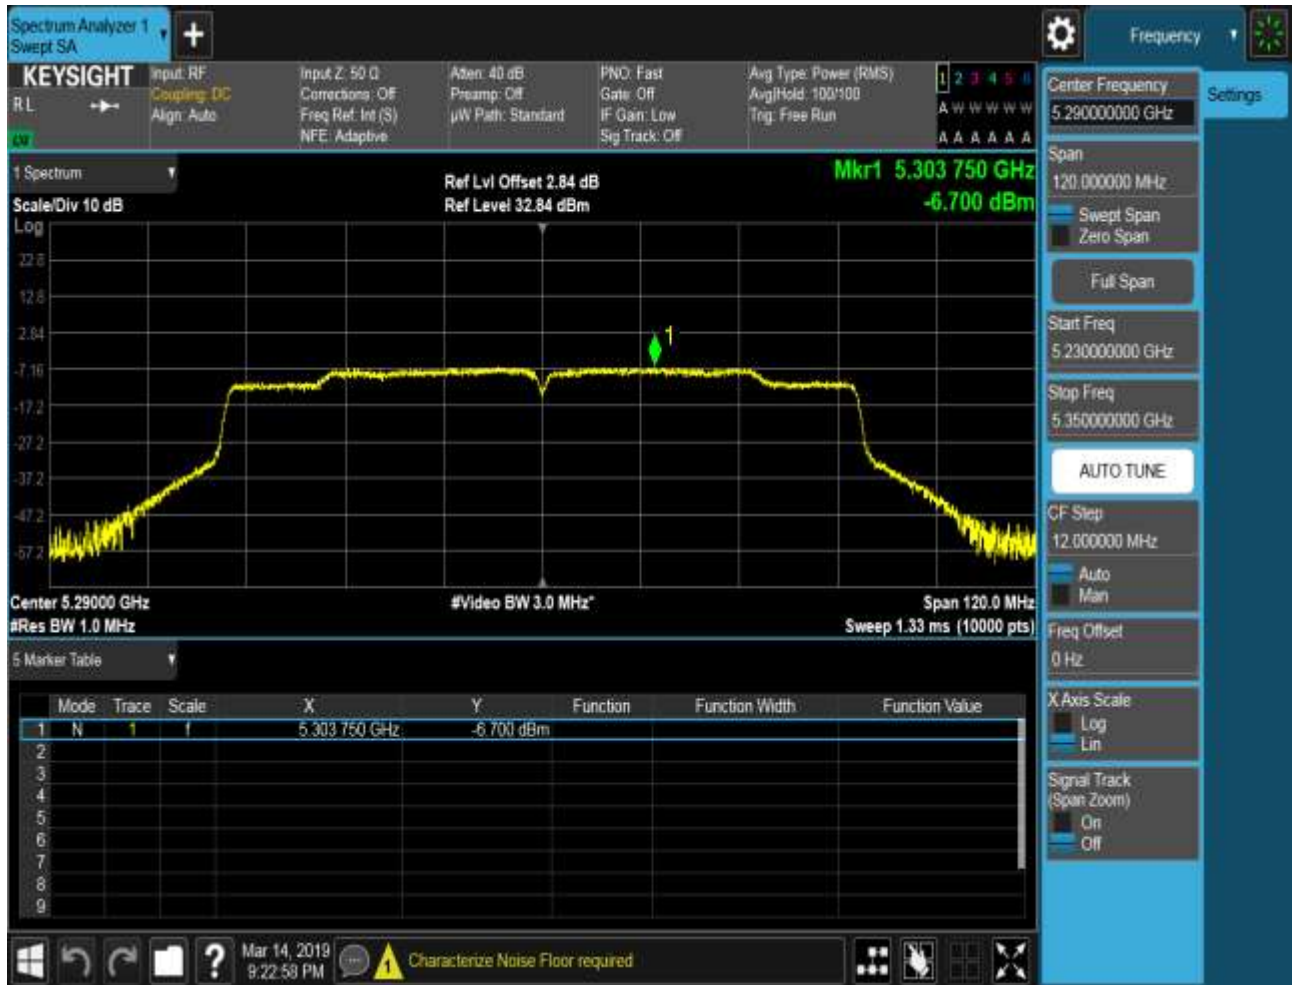 Spectrum Analyzer 1
Swept SA
+
Frequency
KEYSIGHT
RL
Input: RF
Coupling: DC
Align: Auto
Input Z: 50 Ω
Corrections: Off
Freq Ref: Int (S)
NFE: Adaptive
Atten: 40 dB
Preamp: Off
µW Path: Standard
PNO: Fast
Gate: Off
IF Gain: Low
Sig Track: Off
Avg Type: Power (RMS)
Avg|Hold: 100/100
Trig: Free Run
1 2 3 4 5 6
A W W W W W
A A A A A A
1 Spectrum
Scale/Div 10 dB
Ref Lvl Offset 2.84 dB
Ref Level 32.84 dBm
Mkr1 5.303 750 GHz
-6.700 dBm
Log
22.8
12.8
2.84
-7.16
-17.2
-27.2
-37.2
-47.2
-57.2
1
Center 5.29000 GHz
#Res BW 1.0 MHz
#Video BW 3.0 MHz*
Span 120.0 MHz
Sweep 1.33 ms (10000 pts)
5 Marker Table
Mode Trace Scale X Y Function Function Width Function Value
1 N 1 f 5.303 750 GHz -6.700 dBm
2
3
4
5
6
7
8
9
Mar 14, 2019
9:22:58 PM
?
1
Characterize Noise Floor required
Settings
Center Frequency
5.290000000 GHz
Span
120.000000 MHz
Swept Span
Zero Span
Full Span
Start Freq
5.230000000 GHz
Stop Freq
5.350000000 GHz
AUTO TUNE
CF Step
12.000000 MHz
Auto
Man
Freq Offset
0 Hz
X Axis Scale
Log
Lin
Signal Track
(Span Zoom)
On
Off